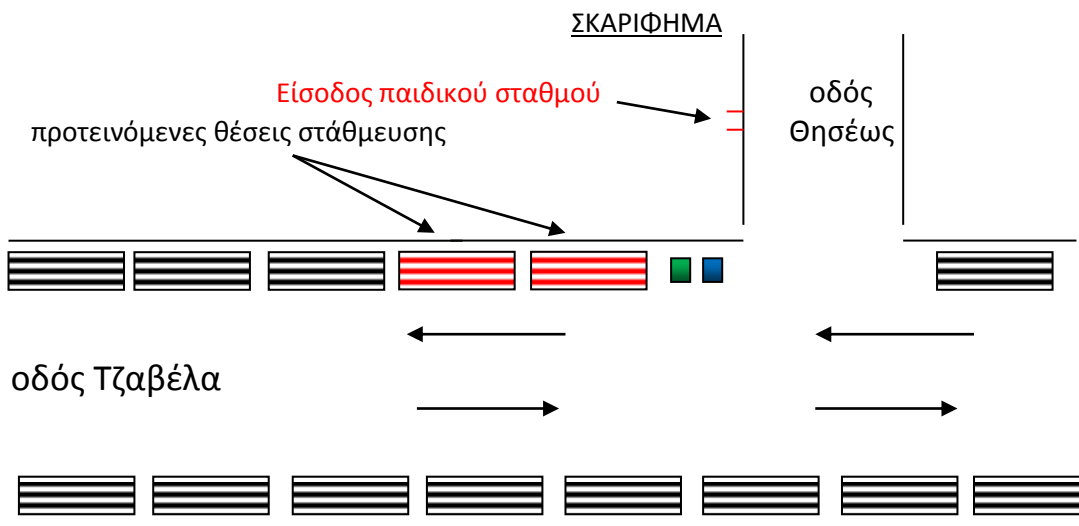 ΣΚΑΡΙΦΗΜΑ
Είσοδος παιδικού σταθμού
προτεινόμενες θέσεις στάθμευσης
οδός
Θησέως
οδός Τζαβέλα